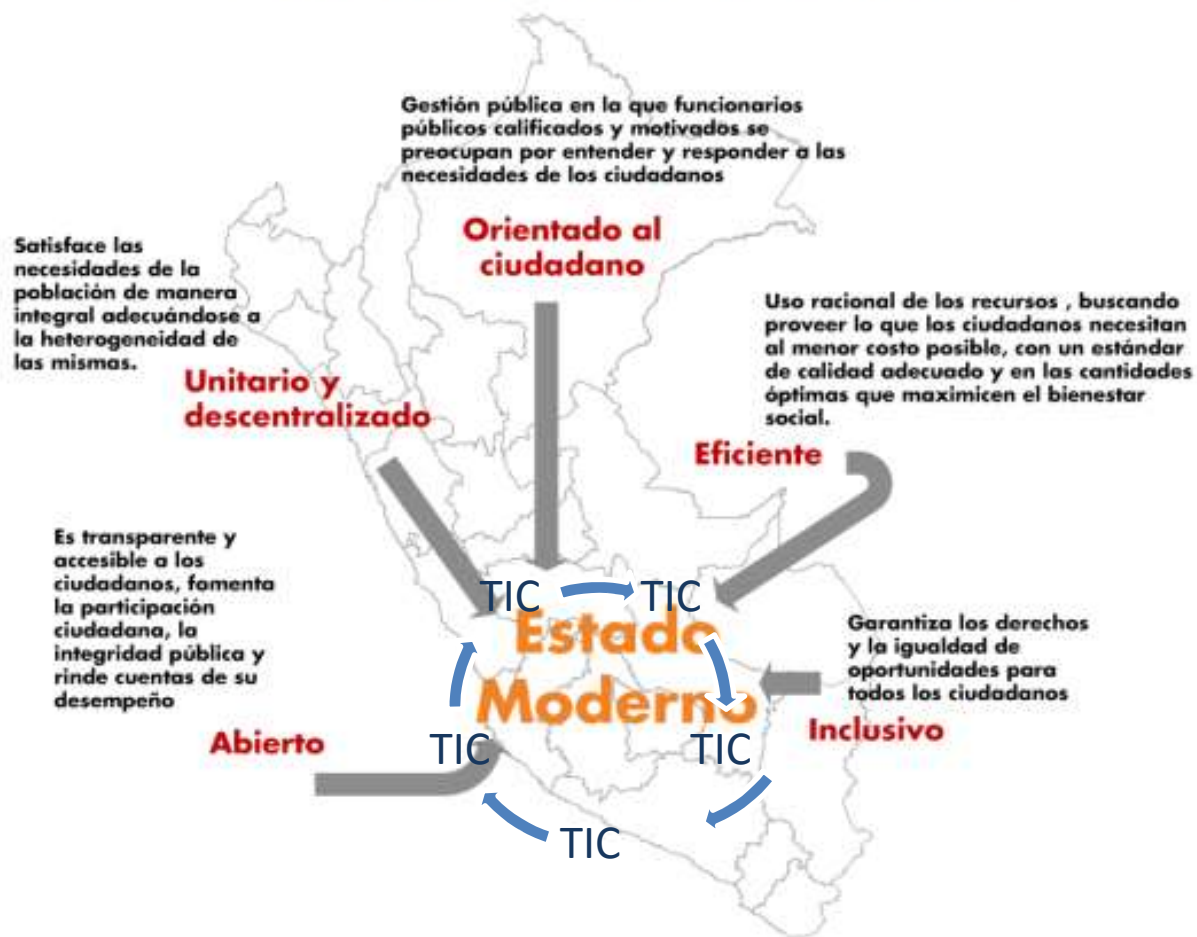 Gestión pública en la que funcionarios
públicos calificados y motivados se
preocupan por entender y responder a las
necesidades de los ciudadanos
Orientado al
ciudadano
Satisface las
necesidades de la
población de manera
integral adecuándose a
la heterogeneidad de
las mismas.
Unitario y
descentralizado
Uso racional de los recursos , buscando
proveer lo que los ciudadanos necesitan
al menor costo posible, con un estándar
de calidad adecuado y en las cantidades
óptimas que maximicen el bienestar
social.
Eficiente
Es transparente y
accesible a los
ciudadanos, fomenta
la participación
ciudadana, la
integridad pública y
rinde cuentas de su
desempeño
Abierto
Garantiza los derechos
y la igualdad de
oportunidades para
todos los ciudadanos
Inclusivo
TIC TIC
Estado
Moderno
TIC TIC
TIC